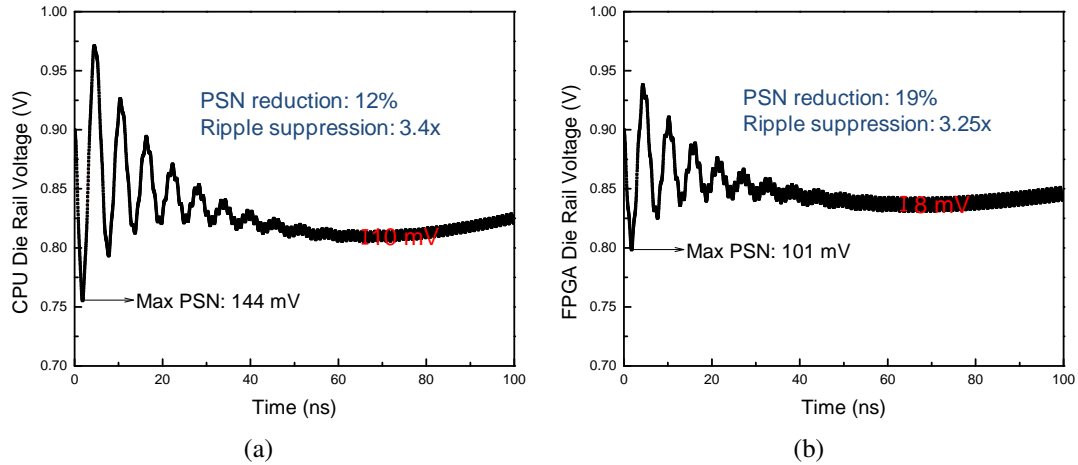 1.00
0.95
0.90
0.85
0.80
0.75
0.70
CPU Die Rail Voltage (V)
PSN reduction: 12%
Ripple suppression: 3.4x
10 mV
Max PSN: 144 mV
0 20 40 60 80 100
Time (ns)
(a)
1.00
0.95
0.90
0.85
0.80
0.75
0.70
FPGA Die Rail Voltage (V)
PSN reduction: 19%
Ripple suppression: 3.25x
8 mV
Max PSN: 101 mV
0 20 40 60 80 100
Time (ns)
(b)